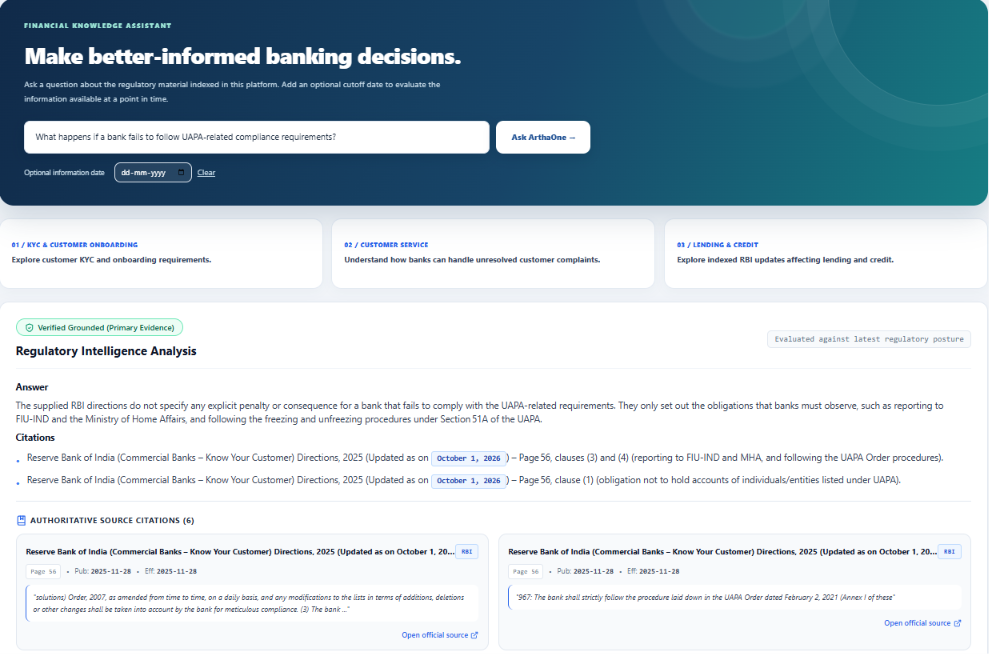 FINANCIAL KNOWLEDGE ASSISTANT
Make better-informed banking decisions.
Ask a question about the regulatory material indexed in this platform. Add an optional cutoff date to evaluate the
information available at a point in time.
What happens if a bank fails to follow UAPA-related compliance requirements?
Ask ArthaOne →
Optional information date dd-mm-yyyy Clear
01 / KYC & CUSTOMER ONBOARDING
Explore customer KYC and onboarding requirements.
02 / CUSTOMER SERVICE
Understand how banks can handle unresolved customer complaints.
03 / LENDING & CREDIT
Explore indexed RBI updates affecting lending and credit.
Verified Grounded (Primary Evidence)
Regulatory Intelligence Analysis
Evaluated against latest regulatory posture
Answer
The supplied RBI directions do not specify any explicit penalty or consequence for a bank that fails to comply with the UAPA-related requirements. They only set out the obligations that banks must observe, such as reporting to
FIU-IND and the Ministry of Home Affairs, and following the freezing and unfreezing procedures under Section 51A of the UAPA.
Citations
• Reserve Bank of India (Commercial Banks – Know Your Customer) Directions, 2025 (Updated as on October 1, 2026) – Page 56, clauses (3) and (4) (reporting to FIU-IND and MHA, and following the UAPA Order procedures).
• Reserve Bank of India (Commercial Banks – Know Your Customer) Directions, 2025 (Updated as on October 1, 2026) – Page 56, clause (1) (obligation not to hold accounts of individuals/entities listed under UAPA).
AUTHORITATIVE SOURCE CITATIONS (6)
Reserve Bank of India (Commercial Banks – Know Your Customer) Directions, 2025 (Updated as on October 1, 20... RBI
Page 56 • Pub: 2025-11-28 • Eff: 2025-11-28
"solutions) Order, 2007, as amended from time to time, on a daily basis, and any modifications to the lists in terms of additions, deletions
or other changes shall be taken into account by the bank for meticulous compliance. (3) The bank ..."
Open official source
Reserve Bank of India (Commercial Banks – Know Your Customer) Directions, 2025 (Updated as on October 1, 20... RBI
Page 56 • Pub: 2025-11-28 • Eff: 2025-11-28
"967: The bank shall strictly follow the procedure laid down in the UAPA Order dated February 2, 2021 (Annex I of these"
Open official source